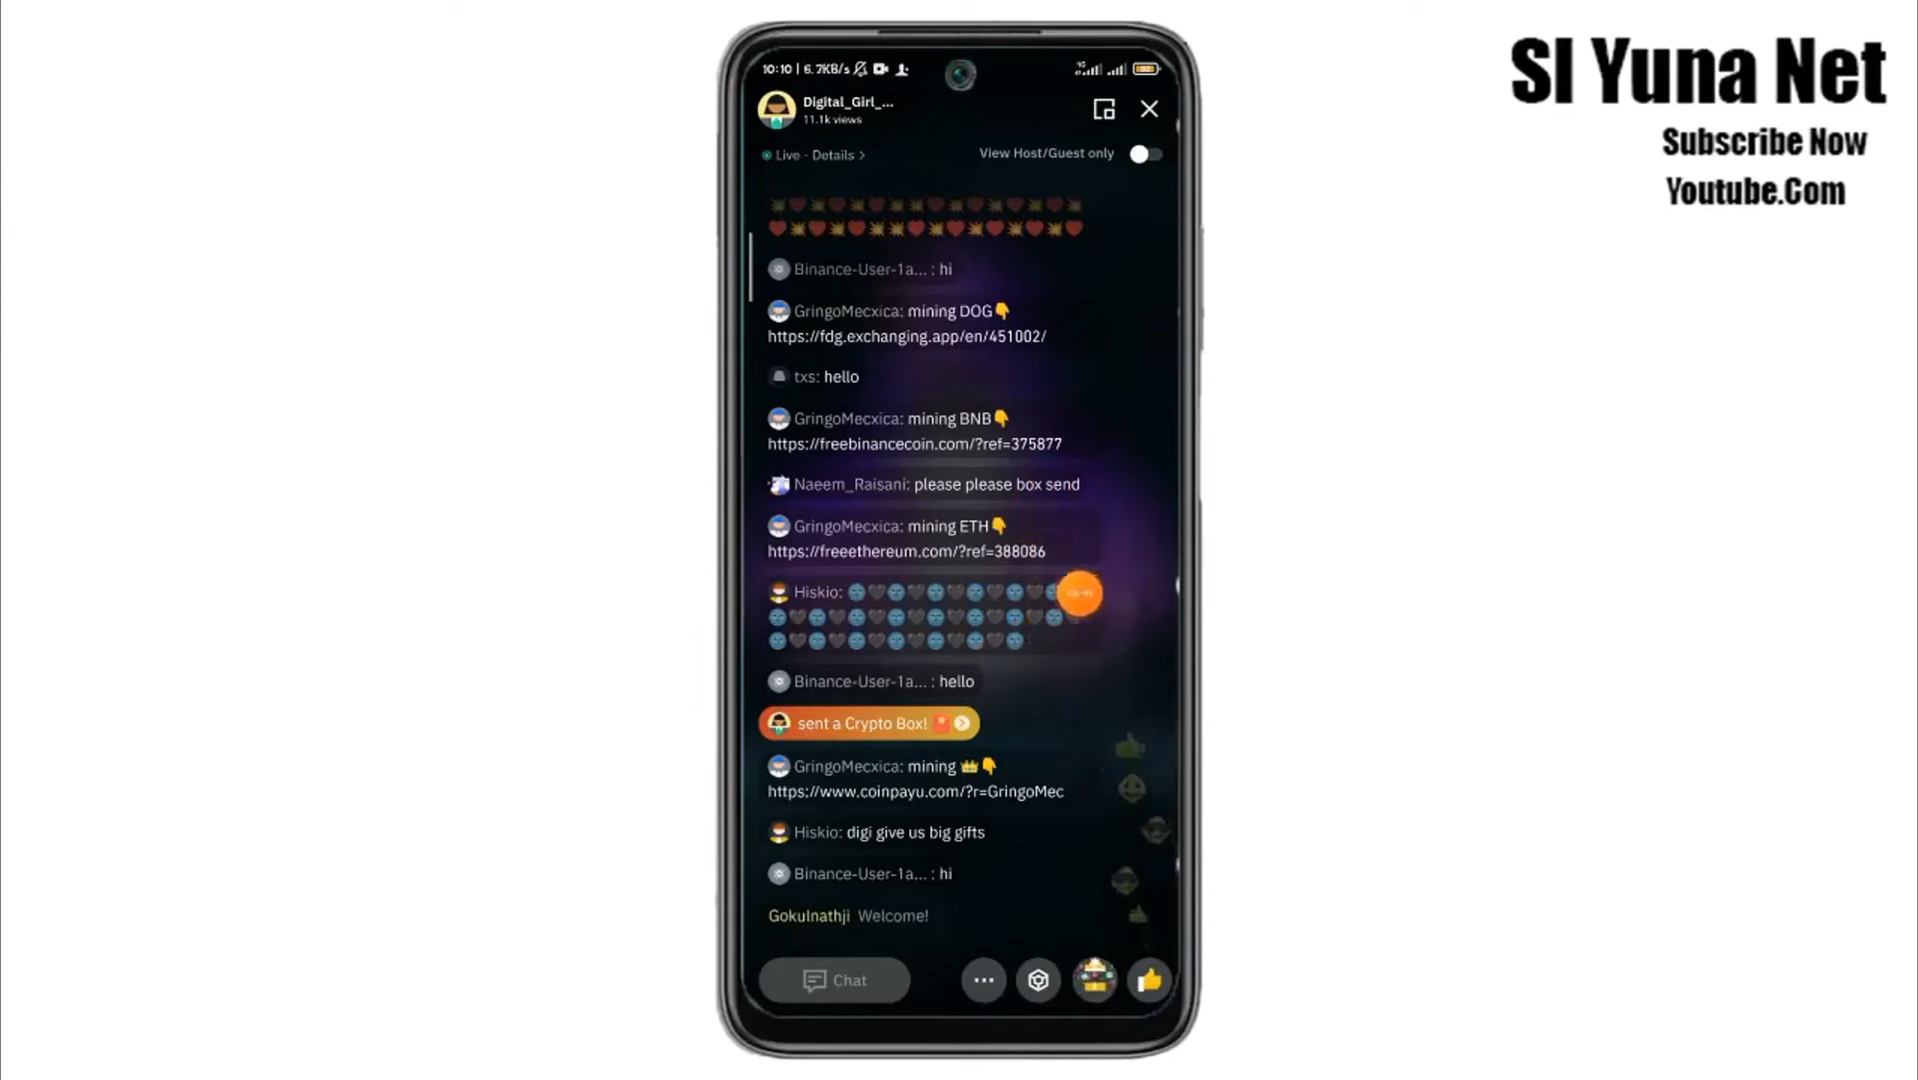 SI Yuna Net
Subscribe Now
Youtube.Com
10:10 | 6.7KB/s
Digital_Girl_...
11.1k views
Live - Details >
View Host/Guest only
Binance-User-1a... : hi
GringoMecxica: mining DOG👇
https://fdg.exchanging.app/en/451002/
txs: hello
GringoMecxica: mining BNB👇
https://freebinancecoin.com/?ref=375877
Naeem_Raisani: please please box send
GringoMecxica: mining ETH👇
https://freeethereum.com/?ref=388086
Hiskio:
Binance-User-1a... : hello
sent a Crypto Box!
GringoMecxica: mining 👑👇
https://www.coinpayu.com/?r=GringoMec
Hiskio: digi give us big gifts
Binance-User-1a... : hi
Gokulnathji Welcome!
Chat